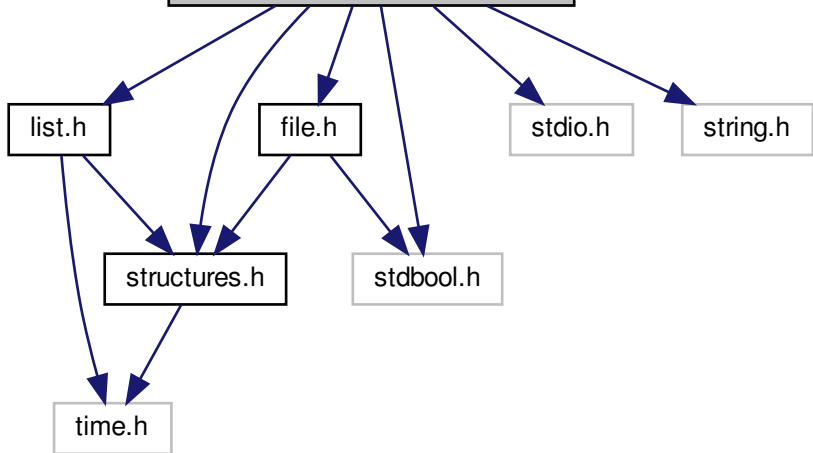 list.h
file.h
stdio.h
string.h
structures.h
stdbool.h
time.h